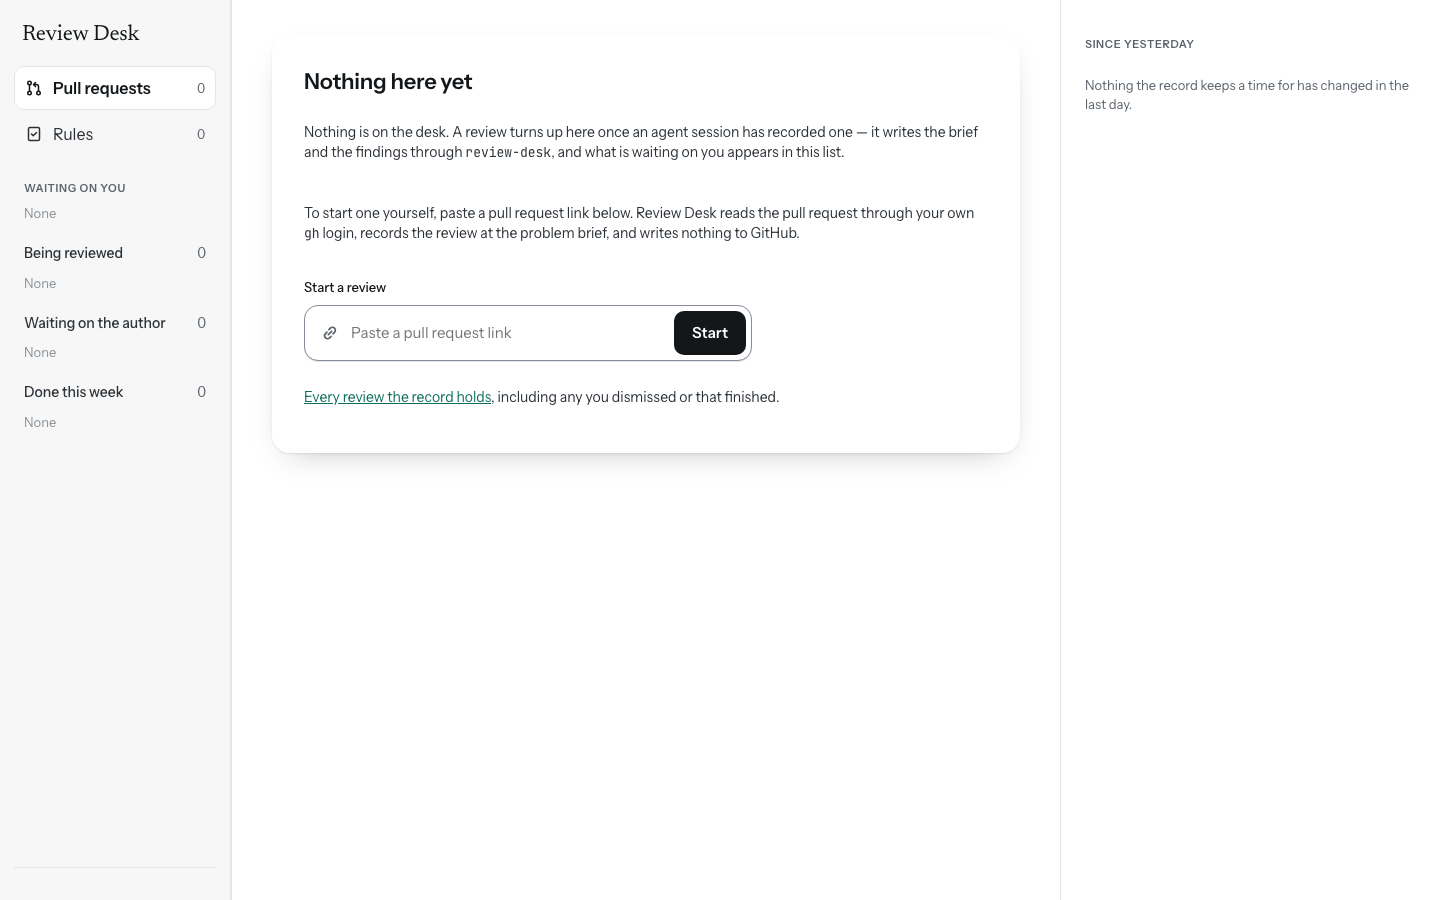 Review Desk
Pull requests 0
Rules 0
WAITING ON YOU
None
Being reviewed 0
None
Waiting on the author 0
None
Done this week 0
None
Nothing here yet
Nothing is on the desk. A review turns up here once an agent session has recorded one — it writes the brief
and the findings through review-desk, and what is waiting on you appears in this list.
To start one yourself, paste a pull request link below. Review Desk reads the pull request through your own
gh login, records the review at the problem brief, and writes nothing to GitHub.
Start a review
Paste a pull request link
Start
Every review the record holds, including any you dismissed or that finished.
SINCE YESTERDAY
Nothing the record keeps a time for has changed in the
last day.